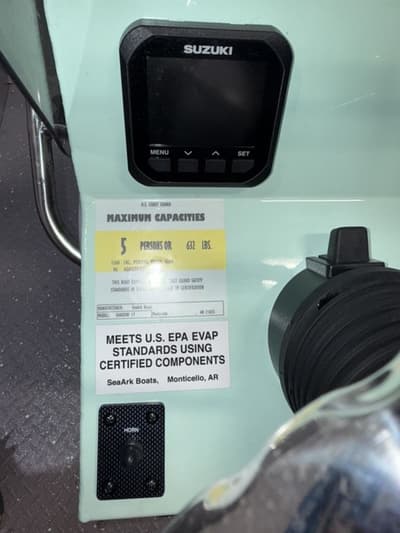 SUZUKI
MENU SET
U.S. COAST GUARD
MAXIMUM CAPACITIES
5 PERSONS OR 632 LBS.
MEETS U.S. EPA EVAP
STANDARDS USING
CERTIFIED COMPONENTS
SeaArk Boats, Monticello, AR
HORN